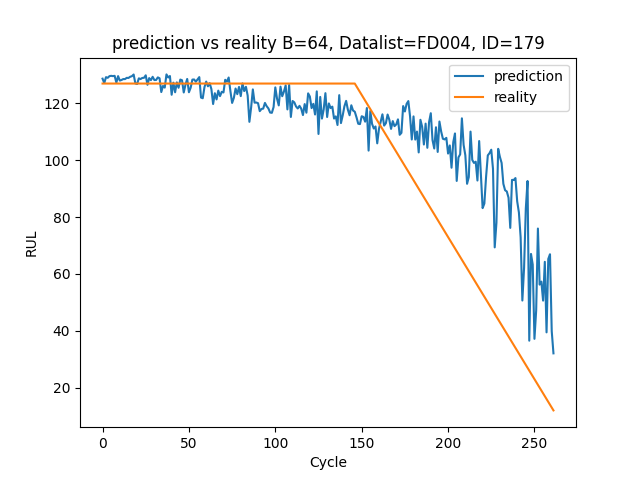 prediction vs reality B=64, Datalist=FD004, ID=179
prediction
reality
RUL
120
100
80
60
40
20
0 50 100 150 200 250
Cycle